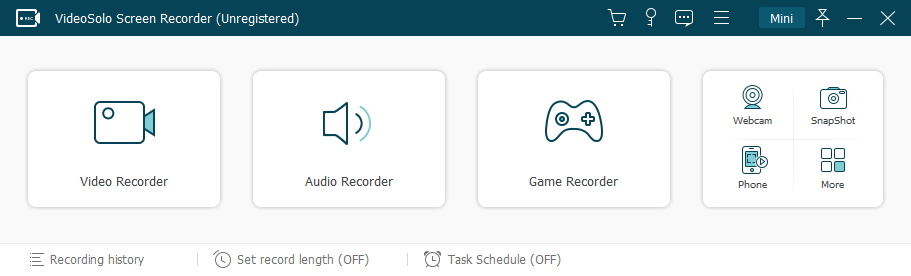 REC VideoSolo Screen Recorder (Unregistered) Mini
Video Recorder
Audio Recorder
Game Recorder
Webcam
SnapShot
Phone
More
Recording history
Set record length (OFF)
Task Schedule (OFF)